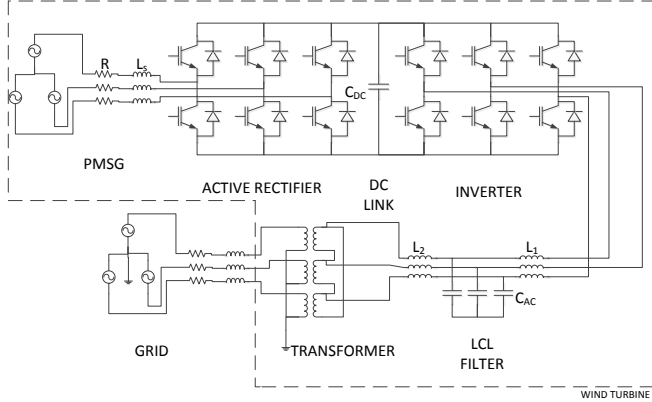 R
Ls
CDC
PMSG
ACTIVE RECTIFIER
DC
LINK
INVERTER
L2
L1
CAC
GRID
TRANSFORMER
LCL
FILTER
WIND TURBINE